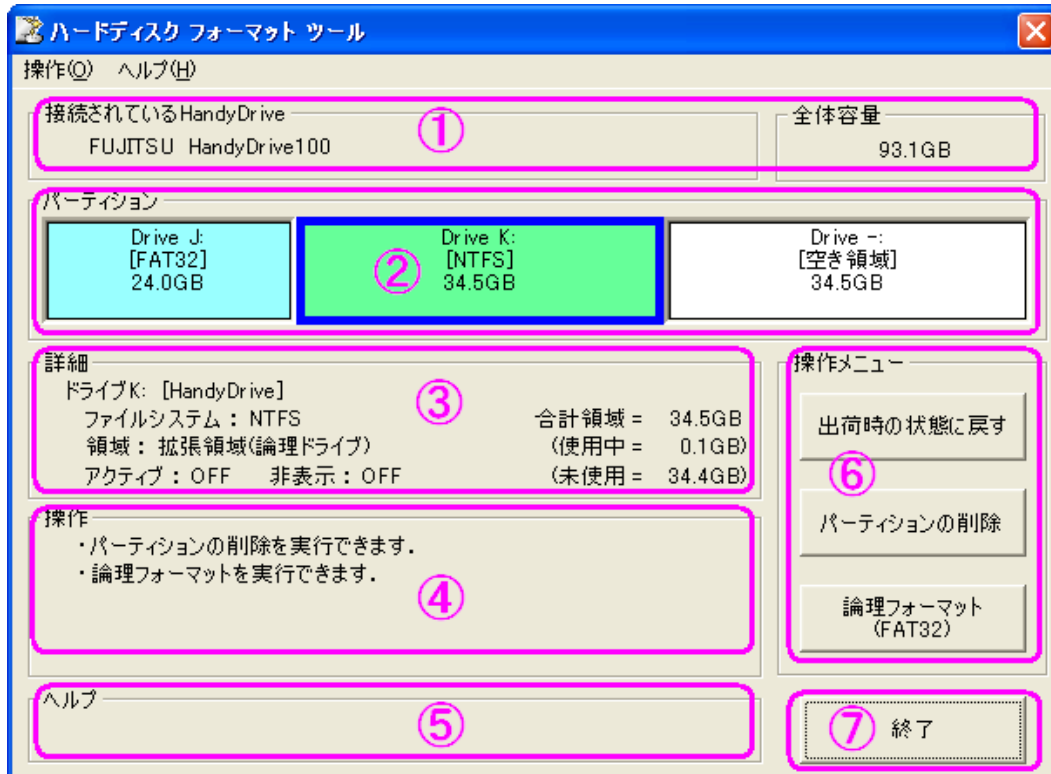 ハードディスク フォーマット ツール
操作(O) ヘルプ(H)
接続されているHandyDrive
FUJITSU HandyDrive100
①
全体容量
93.1GB
パーティション
Drive J:
[FAT32]
24.0GB
Drive K:
[NTFS]
34.5GB
②
Drive -:
[空き領域]
34.5GB
詳細
ドライブK: [HandyDrive]
ファイルシステム : NTFS
領域 : 拡張領域(論理ドライブ)
アクティブ : OFF 非表示 : OFF
③
合計領域 = 34.5GB
(使用中 = 0.1GB)
(未使用 = 34.4GB)
操作
・パーティションの削除を実行できます.
・論理フォーマットを実行できます.
④
ヘルプ
⑤
操作メニュー
出荷時の状態に戻す
⑥
パーティションの削除
論理フォーマット
(FAT32)
⑦ 終了